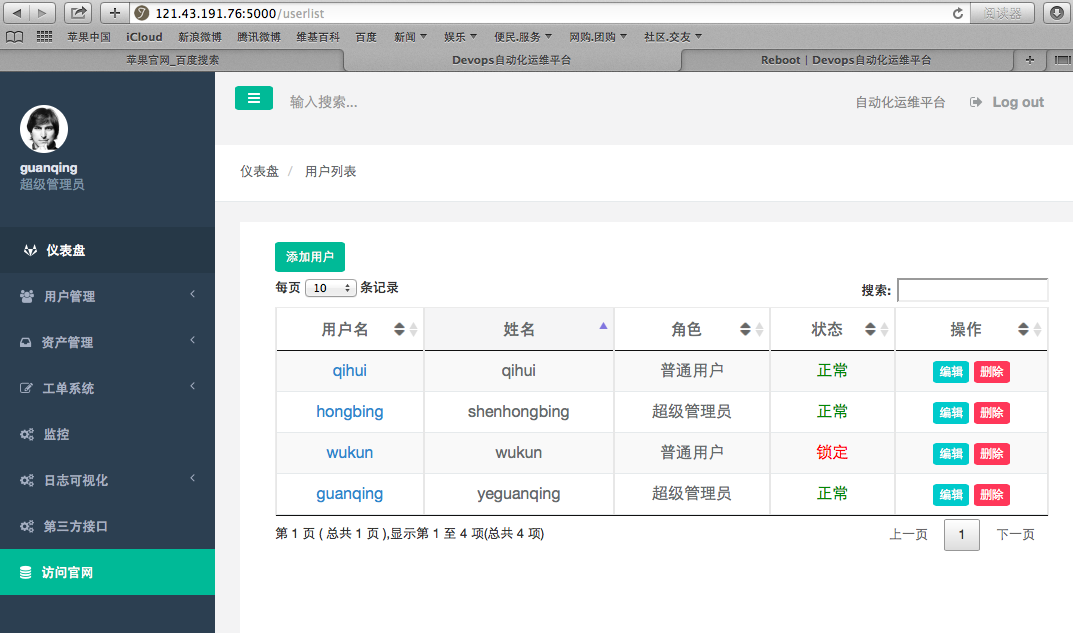 121.43.191.76:5000/userlist
阅读器
苹果中国 iCloud 新浪微博 腾讯微博 维基百科 百度 新闻 娱乐 便民.服务 网购.团购 社区.交友
苹果官网_百度搜索 Devops自动化运维平台 Reboot | Devops自动化运维平台
输入搜索... 自动化运维平台 Log out
guanqing
超级管理员
仪表盘
用户管理
资产管理
工单系统
监控
日志可视化
第三方接口
访问官网
仪表盘 / 用户列表
添加用户
每页 10 条记录 搜索:
用户名 姓名 角色 状态 操作
qihui qihui 普通用户 正常 编辑 删除
hongbing shenhongbing 超级管理员 正常 编辑 删除
wukun wukun 普通用户 锁定 编辑 删除
guanqing yeguanqing 超级管理员 正常 编辑 删除
第 1 页 ( 总共 1 页 ),显示第 1 至 4 项(总共 4 项) 上一页 1 下一页